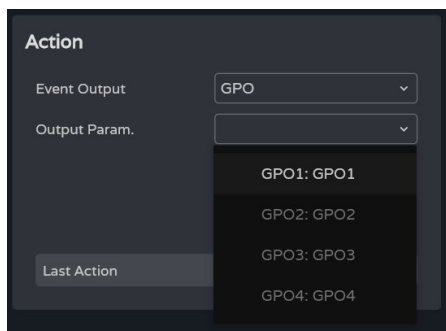 Action
Event Output GPO
Output Param.
GPO1: GPO1
GPO2: GPO2
GPO3: GPO3
Last Action
GPO4: GPO4